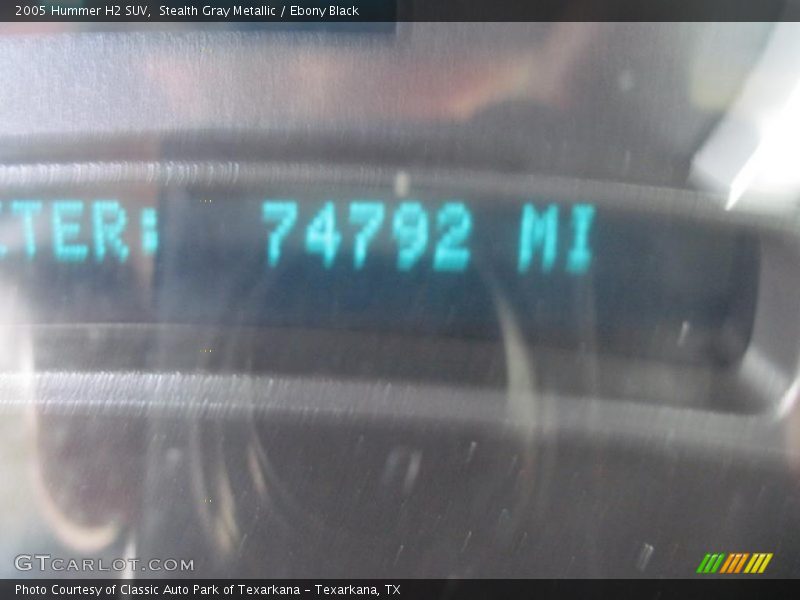 2005 Hummer H2 SUV, Stealth Gray Metallic / Ebony Black
ETER: 74792 MI
GTCARLOT.COM
Photo Courtesy of Classic Auto Park of Texarkana - Texarkana, TX